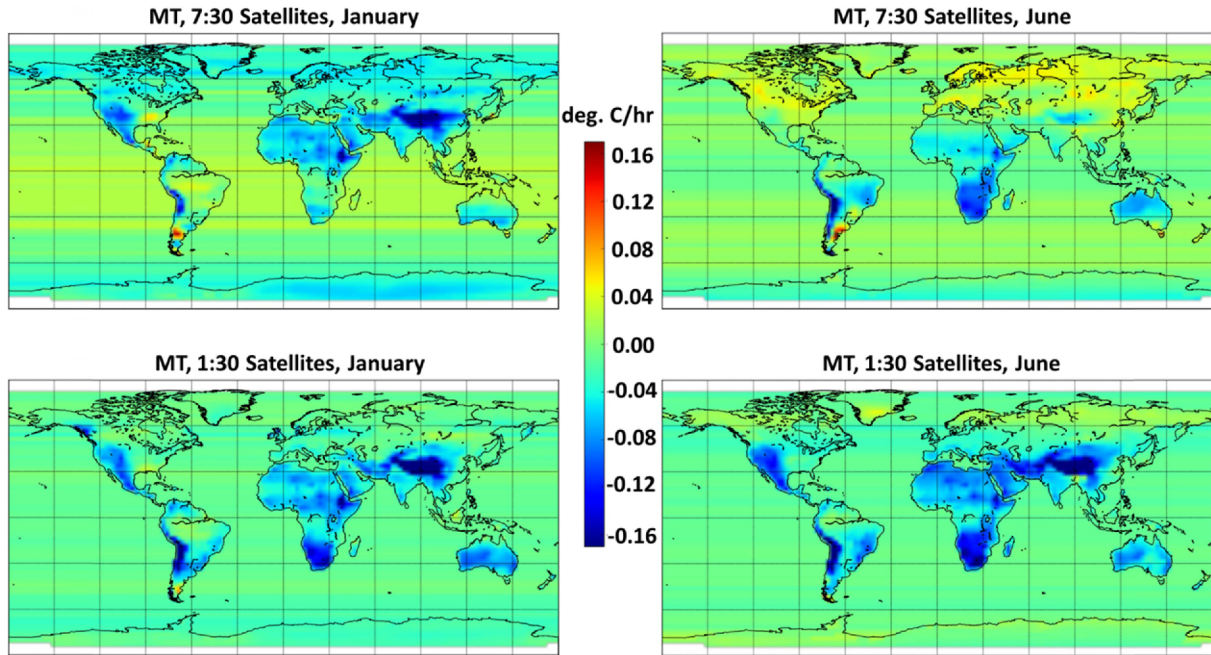 MT, 7:30 Satellites, January
MT, 7:30 Satellites, June
deg. C/hr
0.16
0.12
0.08
0.04
0.00
-0.04
-0.08
-0.12
-0.16
MT, 1:30 Satellites, January
MT, 1:30 Satellites, June